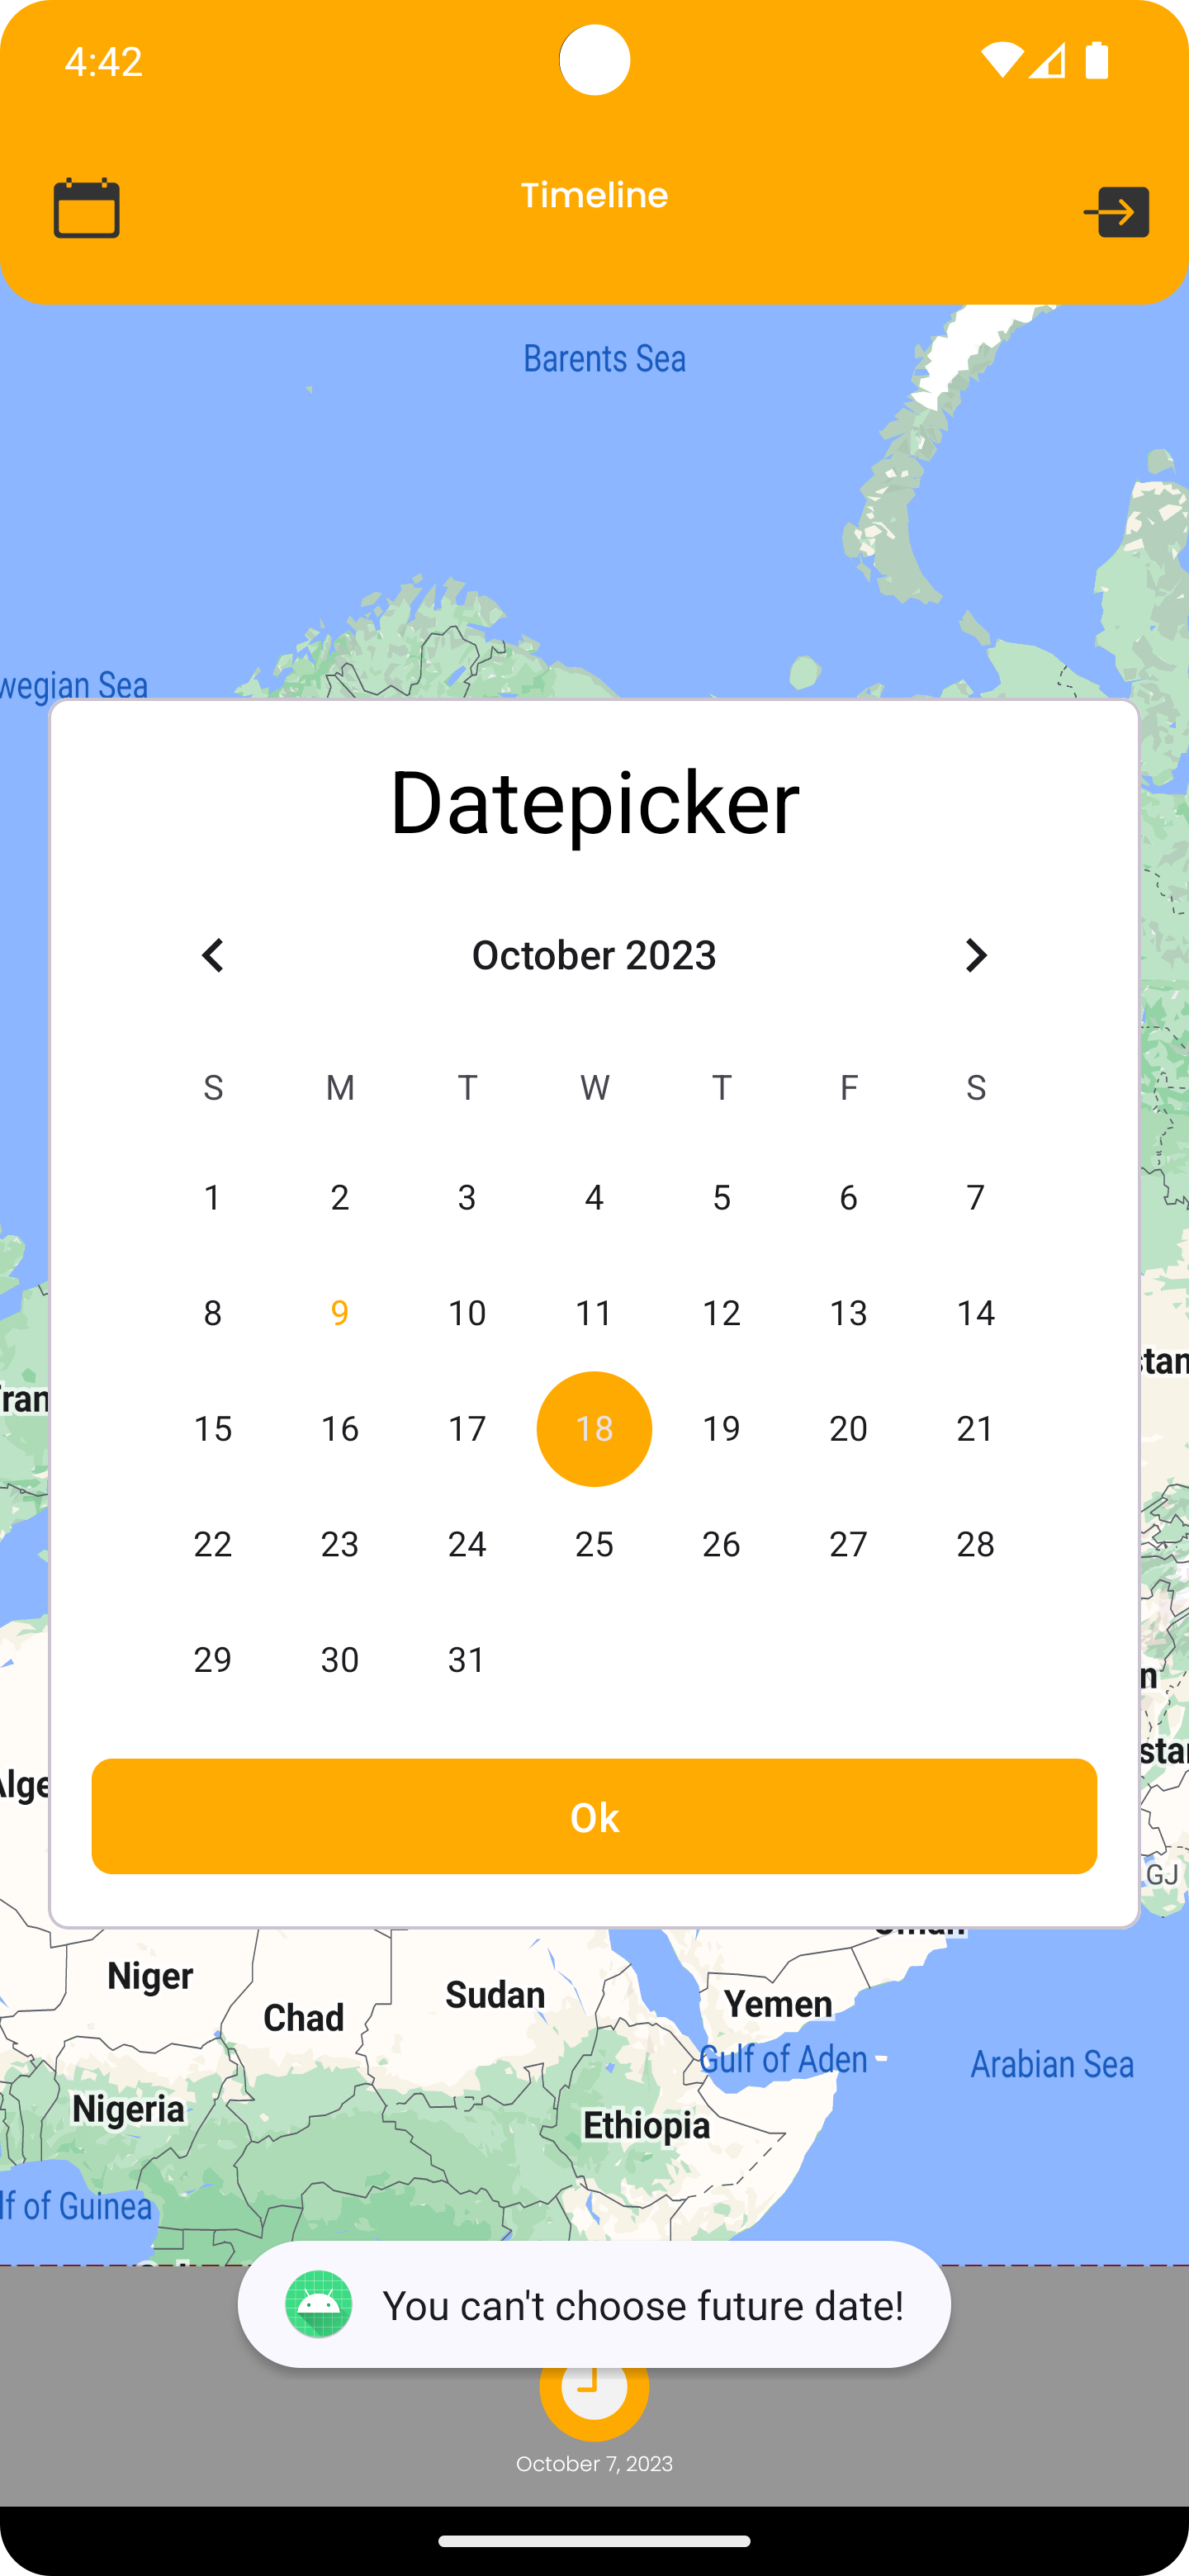 4:42
Timeline
Barents Sea
wegian Sea
Datepicker
October 2023
S M T W T F S
1 2 3 4 5 6 7
8 9 10 11 12 13 14
15 16 17 18 19 20 21
22 23 24 25 26 27 28
29 30 31
Ok
stan
ran
n
sta
Alge
GJ
Oman
Niger
Chad
Sudan
Yemen
Gulf of Aden
Arabian Sea
Nigeria
Ethiopia
lf of Guinea
You can't choose future date!
October 7, 2023